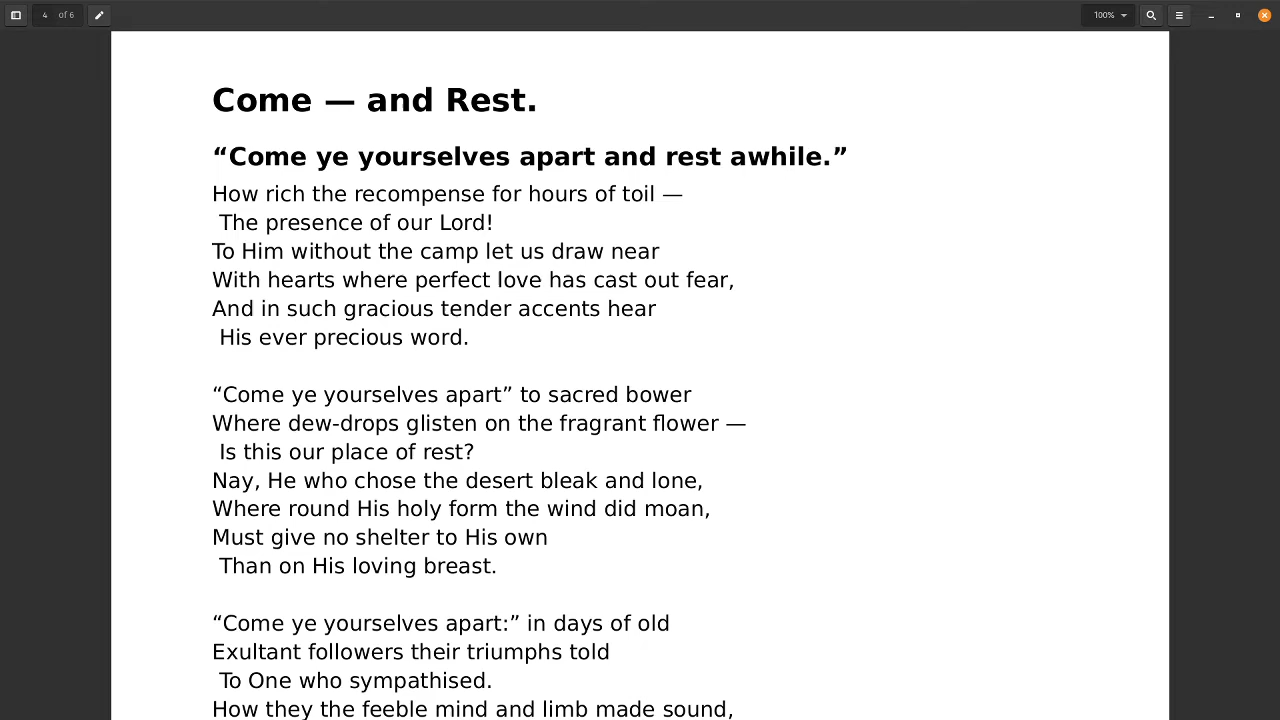 4 of 6
100%
Come — and Rest.
“Come ye yourselves apart and rest awhile.”
How rich the recompense for hours of toil —
The presence of our Lord!
To Him without the camp let us draw near
With hearts where perfect love has cast out fear,
And in such gracious tender accents hear
His ever precious word.
“Come ye yourselves apart” to sacred bower
Where dew-drops glisten on the fragrant flower —
Is this our place of rest?
Nay, He who chose the desert bleak and lone,
Where round His holy form the wind did moan,
Must give no shelter to His own
Than on His loving breast.
“Come ye yourselves apart:” in days of old
Exultant followers their triumphs told
To One who sympathised.
How they the feeble mind and limb made sound,